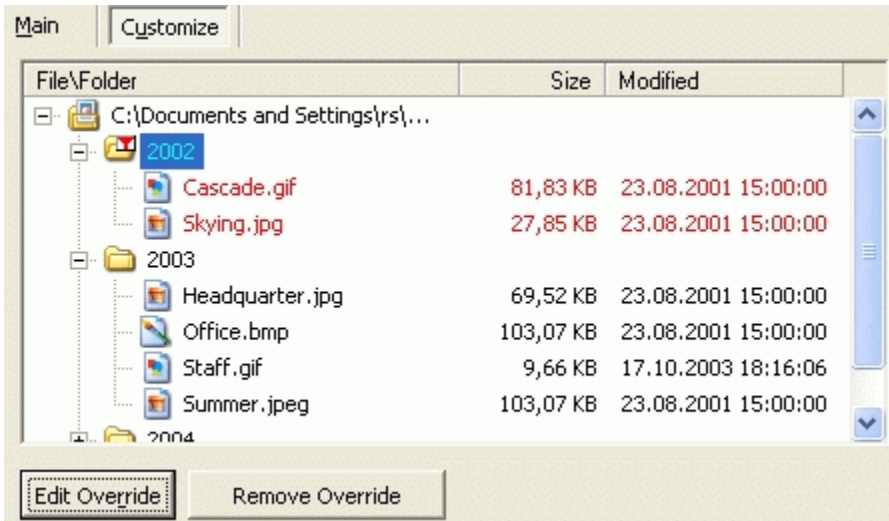 Main Customize
File\Folder Size Modified
C:\Documents and Settings\rs\...
2002
Cascade.gif 81,83 KB 23.08.2001 15:00:00
Skying.jpg 27,85 KB 23.08.2001 15:00:00
2003
Headquarter.jpg 69,52 KB 23.08.2001 15:00:00
Office.bmp 103,07 KB 23.08.2001 15:00:00
Staff.gif 9,66 KB 17.10.2003 18:16:06
Summer.jpeg 103,07 KB 23.08.2001 15:00:00
2004
Edit Override Remove Override